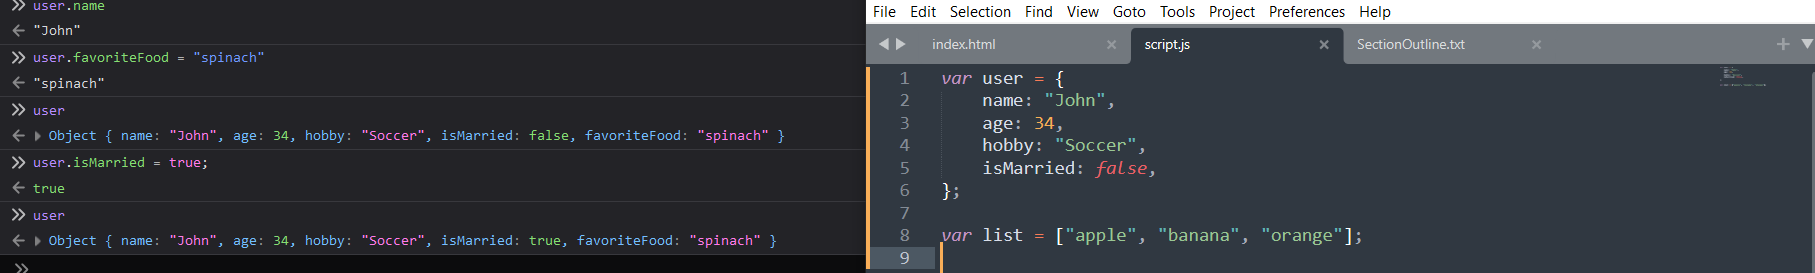 user.name
"John"
user.favoriteFood = "spinach"
"spinach"
user
Object { name: "John", age: 34, hobby: "Soccer", isMarried: false, favoriteFood: "spinach" }
user.isMarried = true;
true
user
Object { name: "John", age: 34, hobby: "Soccer", isMarried: true, favoriteFood: "spinach" }
File Edit Selection Find View Goto Tools Project Preferences Help
index.html script.js SectionOutline.txt
1 var user = {
2 name: "John",
3 age: 34,
4 hobby: "Soccer",
5 isMarried: false,
6 };
7
8 var list = ["apple", "banana", "orange"];
9